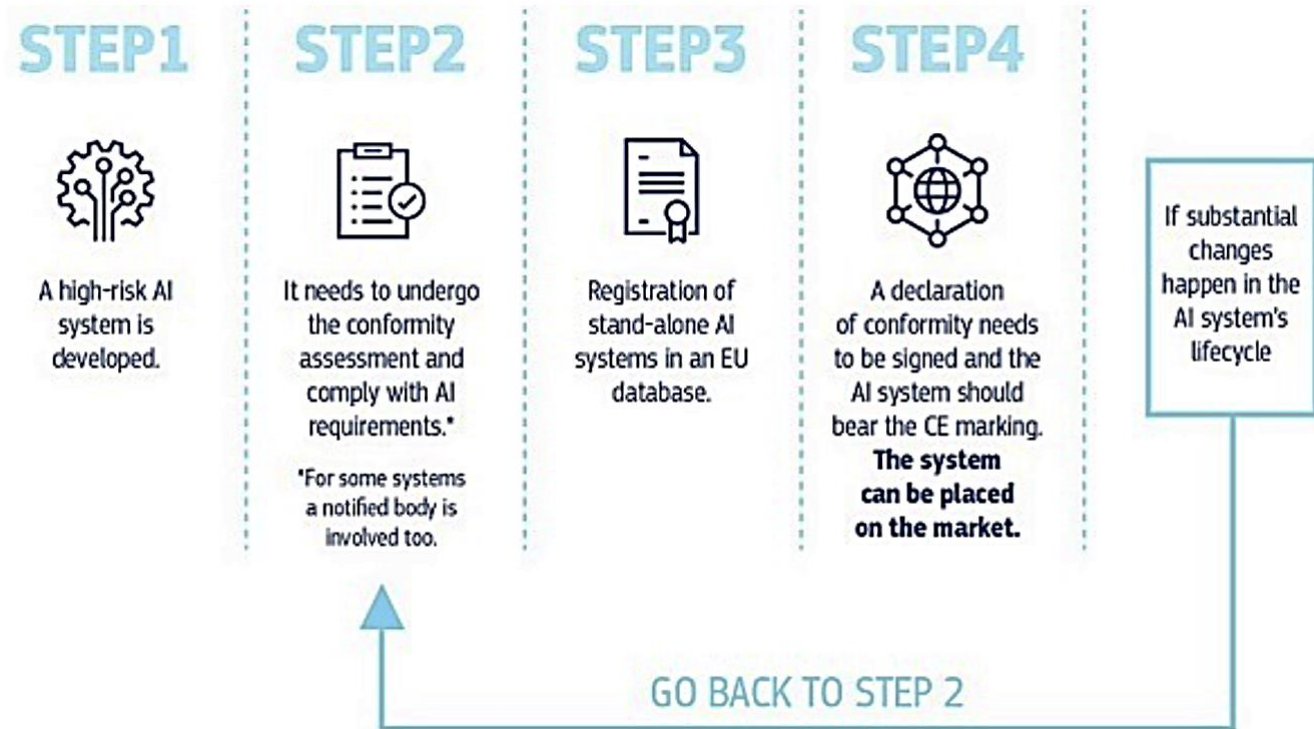 STEP1
A high-risk AI
system is
developed.
STEP2
It needs to undergo
the conformity
assessment and
comply with AI
requirements.*
*For some systems
a notified body is
involved too.
STEP3
Registration of
stand-alone AI
systems in an EU
database.
STEP4
A declaration
of conformity needs
to be signed and the
AI system should
bear the CE marking.
The system
can be placed
on the market.
If substantial
changes
happen in the
AI system's
lifecycle
GO BACK TO STEP 2